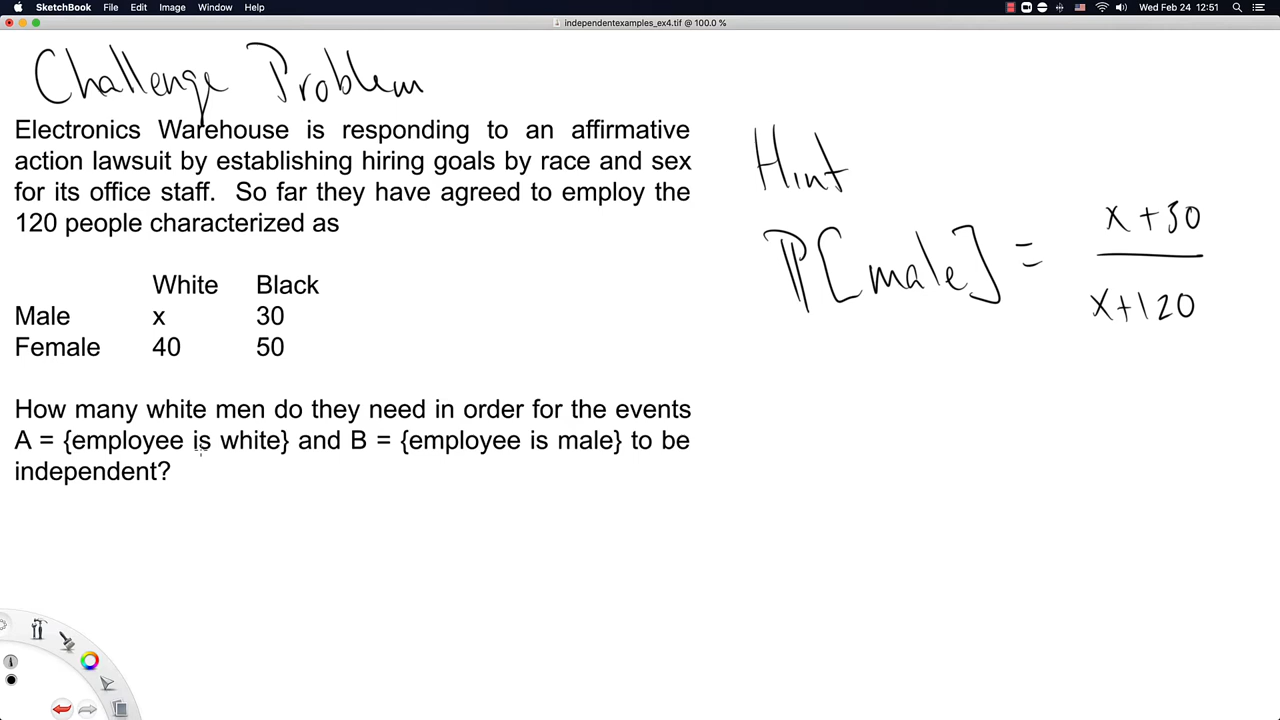 SketchBook File Edit Image Window Help Wed Feb 24 12:51
independentexamples_ex4.tif @ 100.0 %
Challenge Problem
Electronics Warehouse is responding to an affirmative
action lawsuit by establishing hiring goals by race and sex
for its office staff. So far they have agreed to employ the
120 people characterized as
White Black
Male x 30
Female 40 50
How many white men do they need in order for the events
A = {employee is white} and B = {employee is male} to be
independent?
Hint
ℙ[male] = x+30
x+120